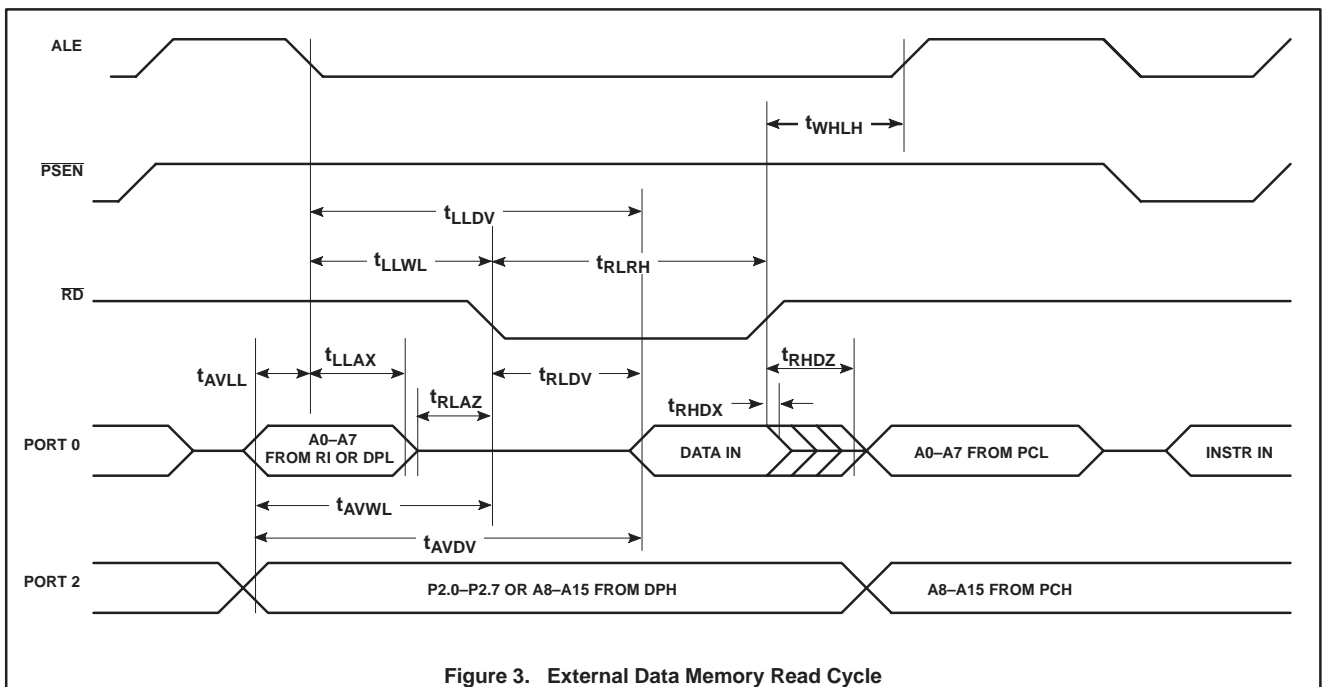 ALE
tWHLH
PSEN
tLLDV
tLLWL
tRLRH
RD
tLLAX
tRHDZ
tAVLL
tRLDV
tRLAZ
tRHDX
PORT 0
A0–A7
FROM RI OR DPL
DATA IN
A0–A7 FROM PCL
INSTR IN
tAVWL
tAVDV
PORT 2
P2.0–P2.7 OR A8–A15 FROM DPH
A8–A15 FROM PCH
Figure 3. External Data Memory Read Cycle